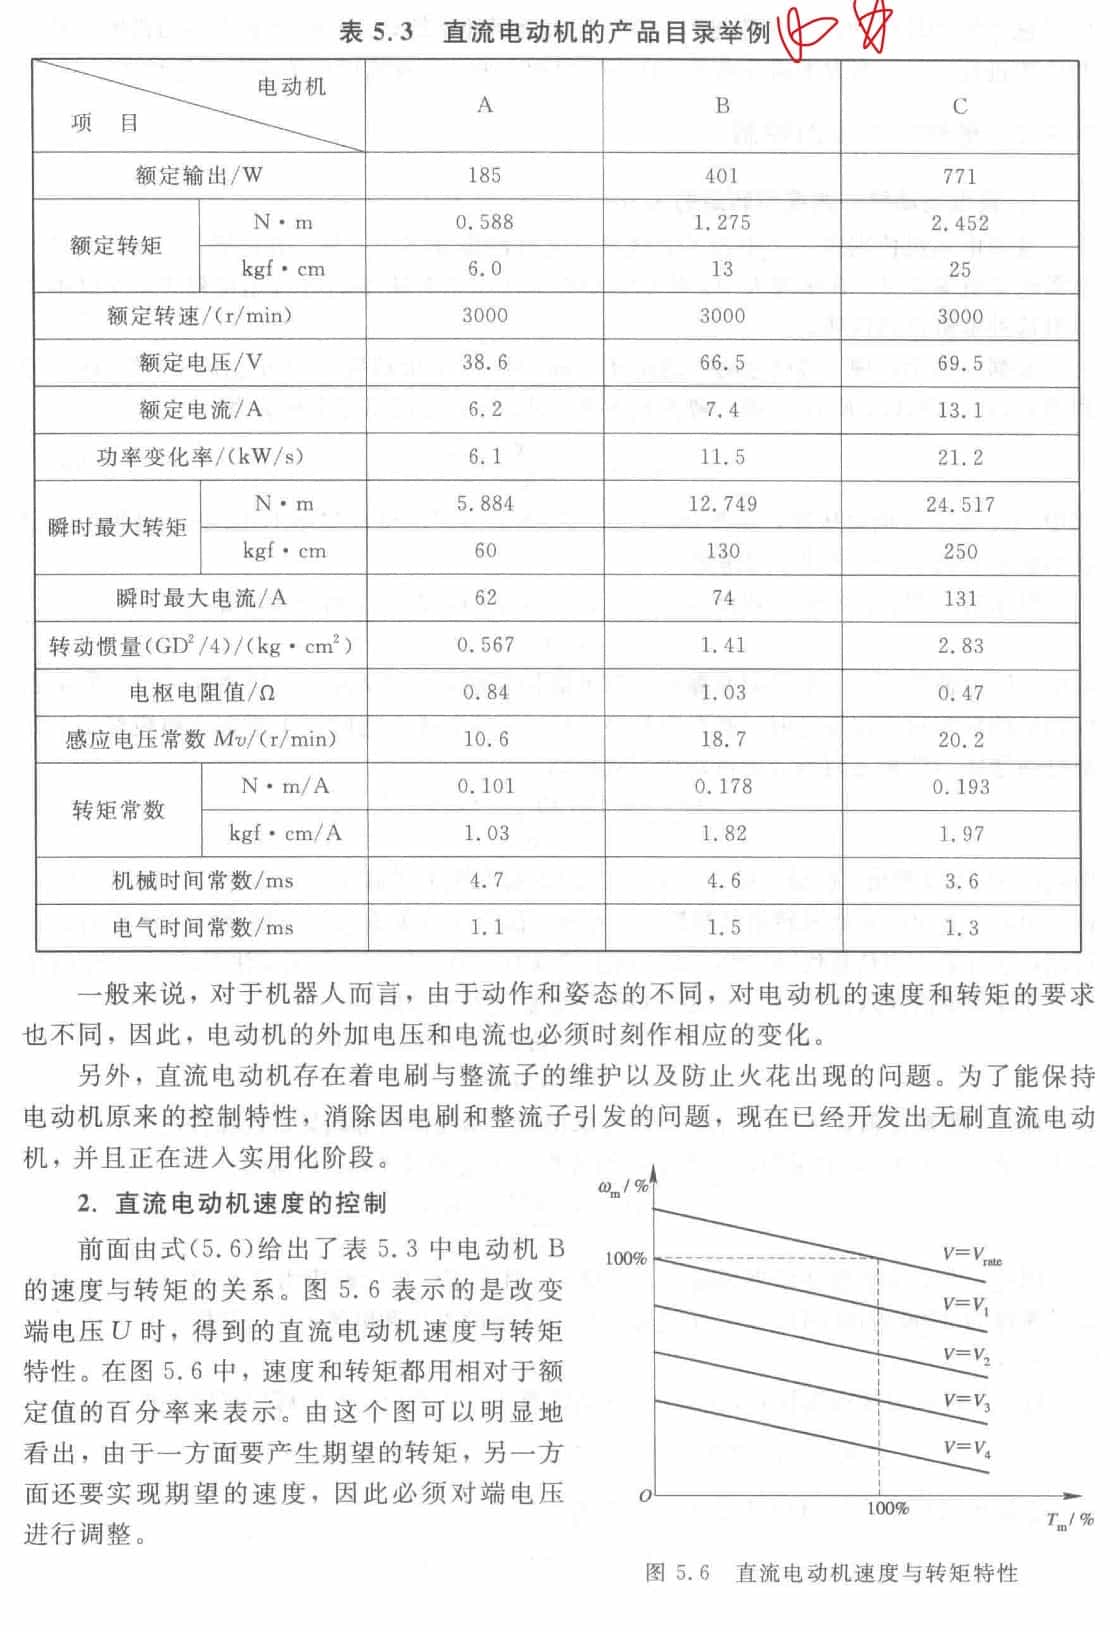 表 5.3 直流电动机的产品目录举例
电动机
项 目
A B C
额定输出/W 185 401 771
额定转矩 N·m 0.588 1.275 2.452
kgf·cm 6.0 13 25
额定转速/(r/min) 3000 3000 3000
额定电压/V 38.6 66.5 69.5
额定电流/A 6.2 7.4 13.1
功率变化率/(kW/s) 6.1 11.5 21.2
瞬时最大转矩 N·m 5.884 12.749 24.517
kgf·cm 60 130 250
瞬时最大电流/A 62 74 131
转动惯量(GD²/4)/(kg·cm²) 0.567 1.41 2.83
电枢电阻值/Ω 0.84 1.03 0.47
感应电压常数 Mv/(r/min) 10.6 18.7 20.2
转矩常数 N·m/A 0.101 0.178 0.193
kgf·cm/A 1.03 1.82 1.97
机械时间常数/ms 4.7 4.6 3.6
电气时间常数/ms 1.1 1.5 1.3
一般来说，对于机器人而言，由于动作和姿态的不同，对电动机的速度和转矩的要求
也不同，因此，电动机的外加电压和电流也必须时刻作相应的变化。
另外，直流电动机存在着电刷与整流子的维护以及防止火花出现的问题。为了能保持
电动机原来的控制特性，消除因电刷和整流子引发的问题，现在已经开发出无刷直流电动
机，并且正在进入实用化阶段。
2. 直流电动机速度的控制
前面由式(5.6)给出了表 5.3 中电动机 B
的速度与转矩的关系。图 5.6 表示的是改变
端电压U时，得到的直流电动机速度与转矩
特性。在图 5.6 中，速度和转矩都用相对于额
定值的百分率来表示。由这个图可以明显地
看出，由于一方面要产生期望的转矩，另一方
面还要实现期望的速度，因此必须对端电压
进行调整。
ωm/%
100%
V=Vrate
V=V₁
V=V₂
V=V₃
V=V₄
O
100%
Tm/%
图 5.6 直流电动机速度与转矩特性